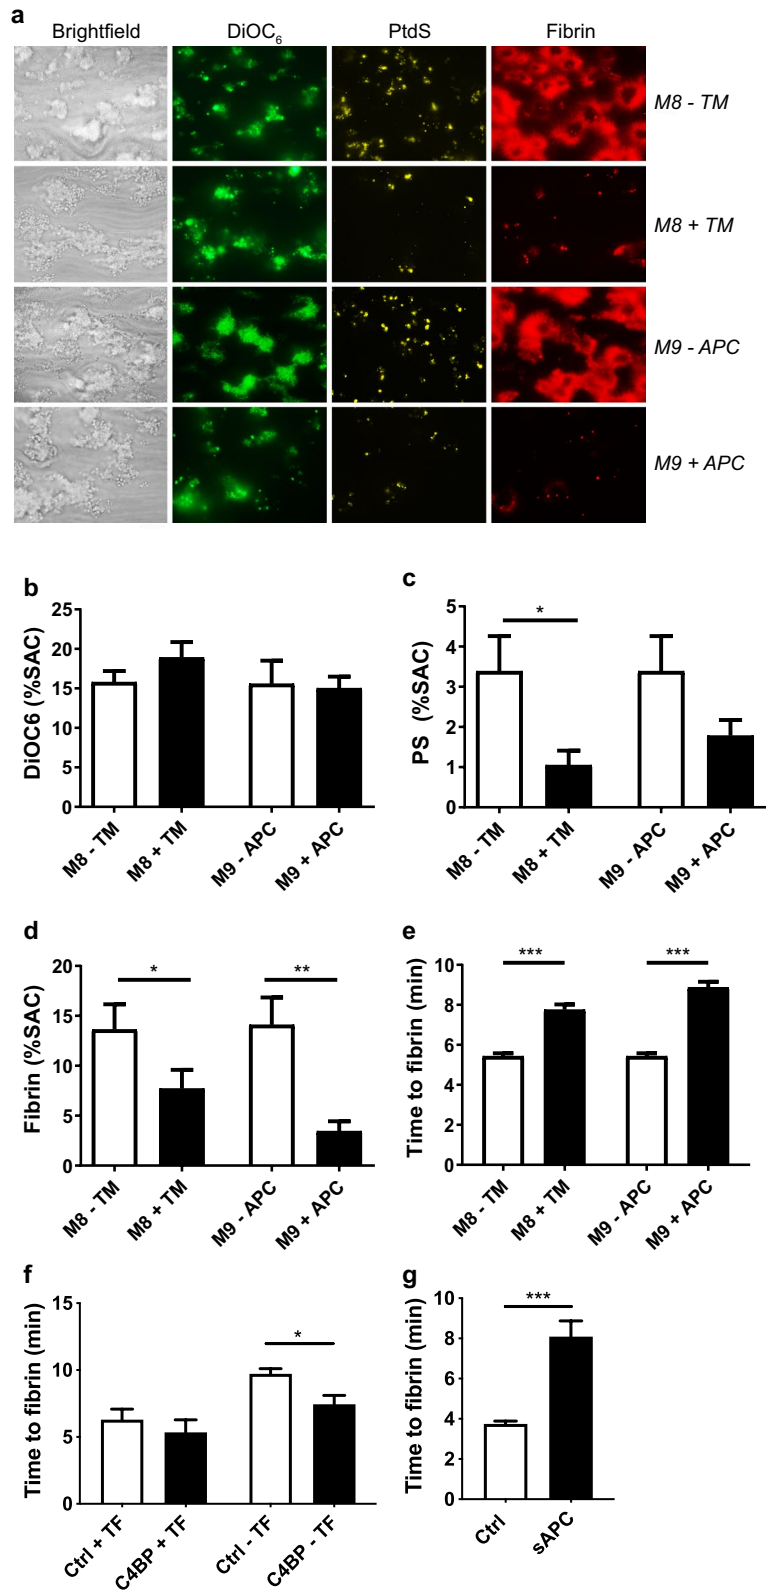 a
Brightfield DiOC6 PtdS Fibrin
M8 - TM
M8 + TM
M9 - APC
M9 + APC
b
DiOC6 (%SAC)
25
20
15
10
5
0
M8 - TM M8 + TM M9 - APC M9 + APC
c
PS (%SAC)
5
4
3
2
1
0
*
M8 - TM M8 + TM M9 - APC M9 + APC
d
Fibrin (%SAC)
20
15
10
5
0
* **
M8 - TM M8 + TM M9 - APC M9 + APC
e
Time to fibrin (min)
10
8
6
4
2
0
*** ***
M8 - TM M8 + TM M9 - APC M9 + APC
f
Time to fibrin (min)
15
10
5
0
*
Ctrl + TF C4BP + TF Ctrl - TF C4BP - TF
g
Time to fibrin (min)
10
8
6
4
2
0
***
Ctrl sAPC